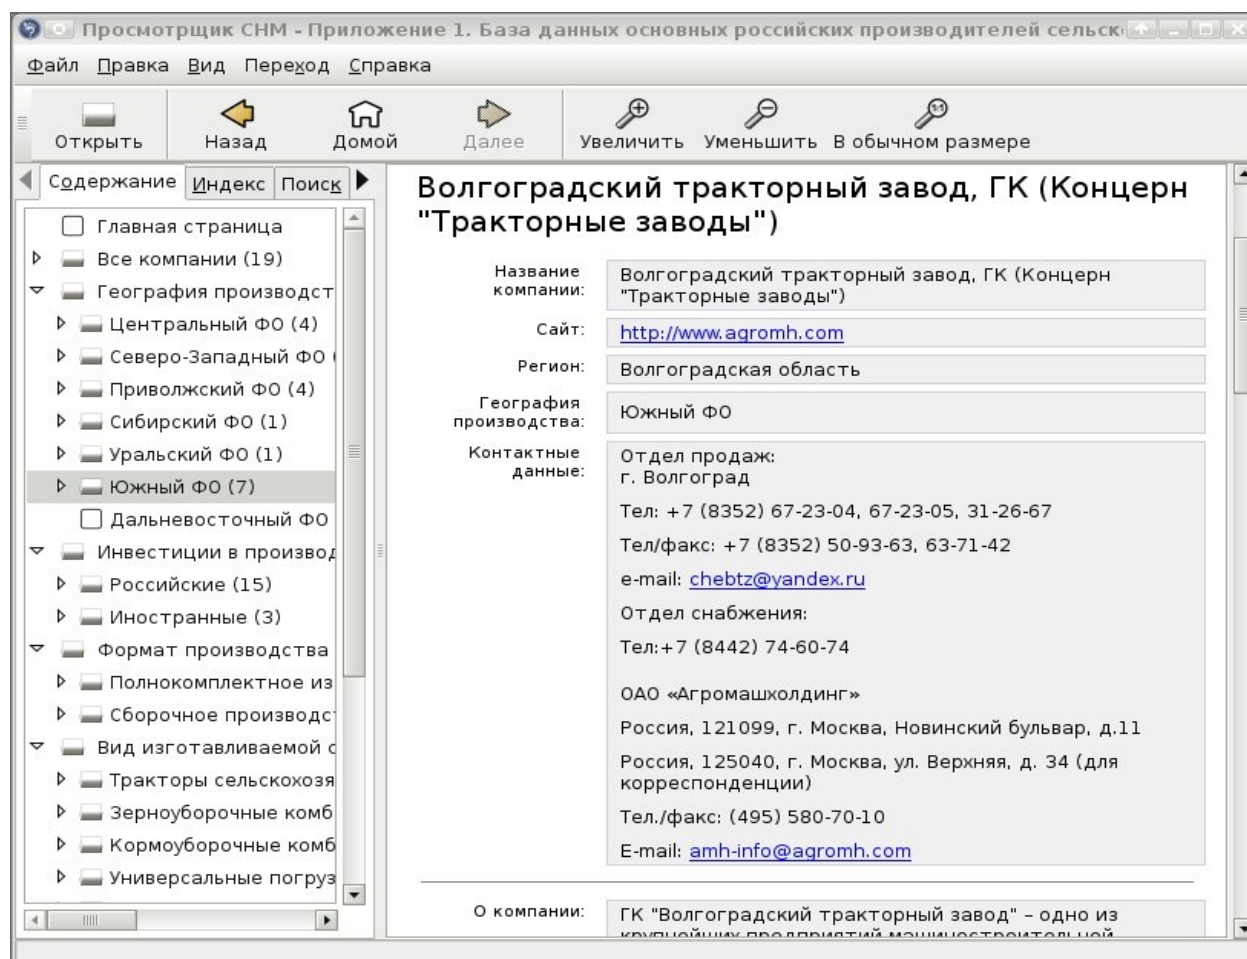 Просмотрщик CHM - Приложение 1. База данных основных российских производителей сельск
Файл Правка Вид Переход Справка
Открыть Назад Домой Далее Увеличить Уменьшить В обычном размере
Содержание Индекс Поиск
Главная страница
Все компании (19)
География производст
Центральный ФО (4)
Северо-Западный ФО (
Приволжский ФО (4)
Сибирский ФО (1)
Уральский ФО (1)
Южный ФО (7)
Дальневосточный ФО
Инвестиции в производ
Российские (15)
Иностранные (3)
Формат производства
Полнокомплектное из
Сборочное производст
Вид изготавливаемой с
Тракторы сельскохозя
Зерноуборочные комб
Кормоуборочные комб
Универсальные погруз
Волгоградский тракторный завод, ГК (Концерн
"Тракторные заводы")
Название
компании:
Волгоградский тракторный завод, ГК (Концерн
"Тракторные заводы")
Сайт:
http://www.agromh.com
Регион:
Волгоградская область
География
производства:
Южный ФО
Контактные
данные:
Отдел продаж:
г. Волгоград
Тел: +7 (8352) 67-23-04, 67-23-05, 31-26-67
Тел/факс: +7 (8352) 50-93-63, 63-71-42
e-mail: chebtz@yandex.ru
Отдел снабжения:
Тел:+7 (8442) 74-60-74
ОАО «Агромашхолдинг»
Россия, 121099, г. Москва, Новинский бульвар, д.11
Россия, 125040, г. Москва, ул. Верхняя, д. 34 (для
корреспонденции)
Тел./факс: (495) 580-70-10
E-mail: amh-info@agromh.com
О компании:
ГК "Волгоградский тракторный завод" – одно из
крупнейших предприятий машиностроительной